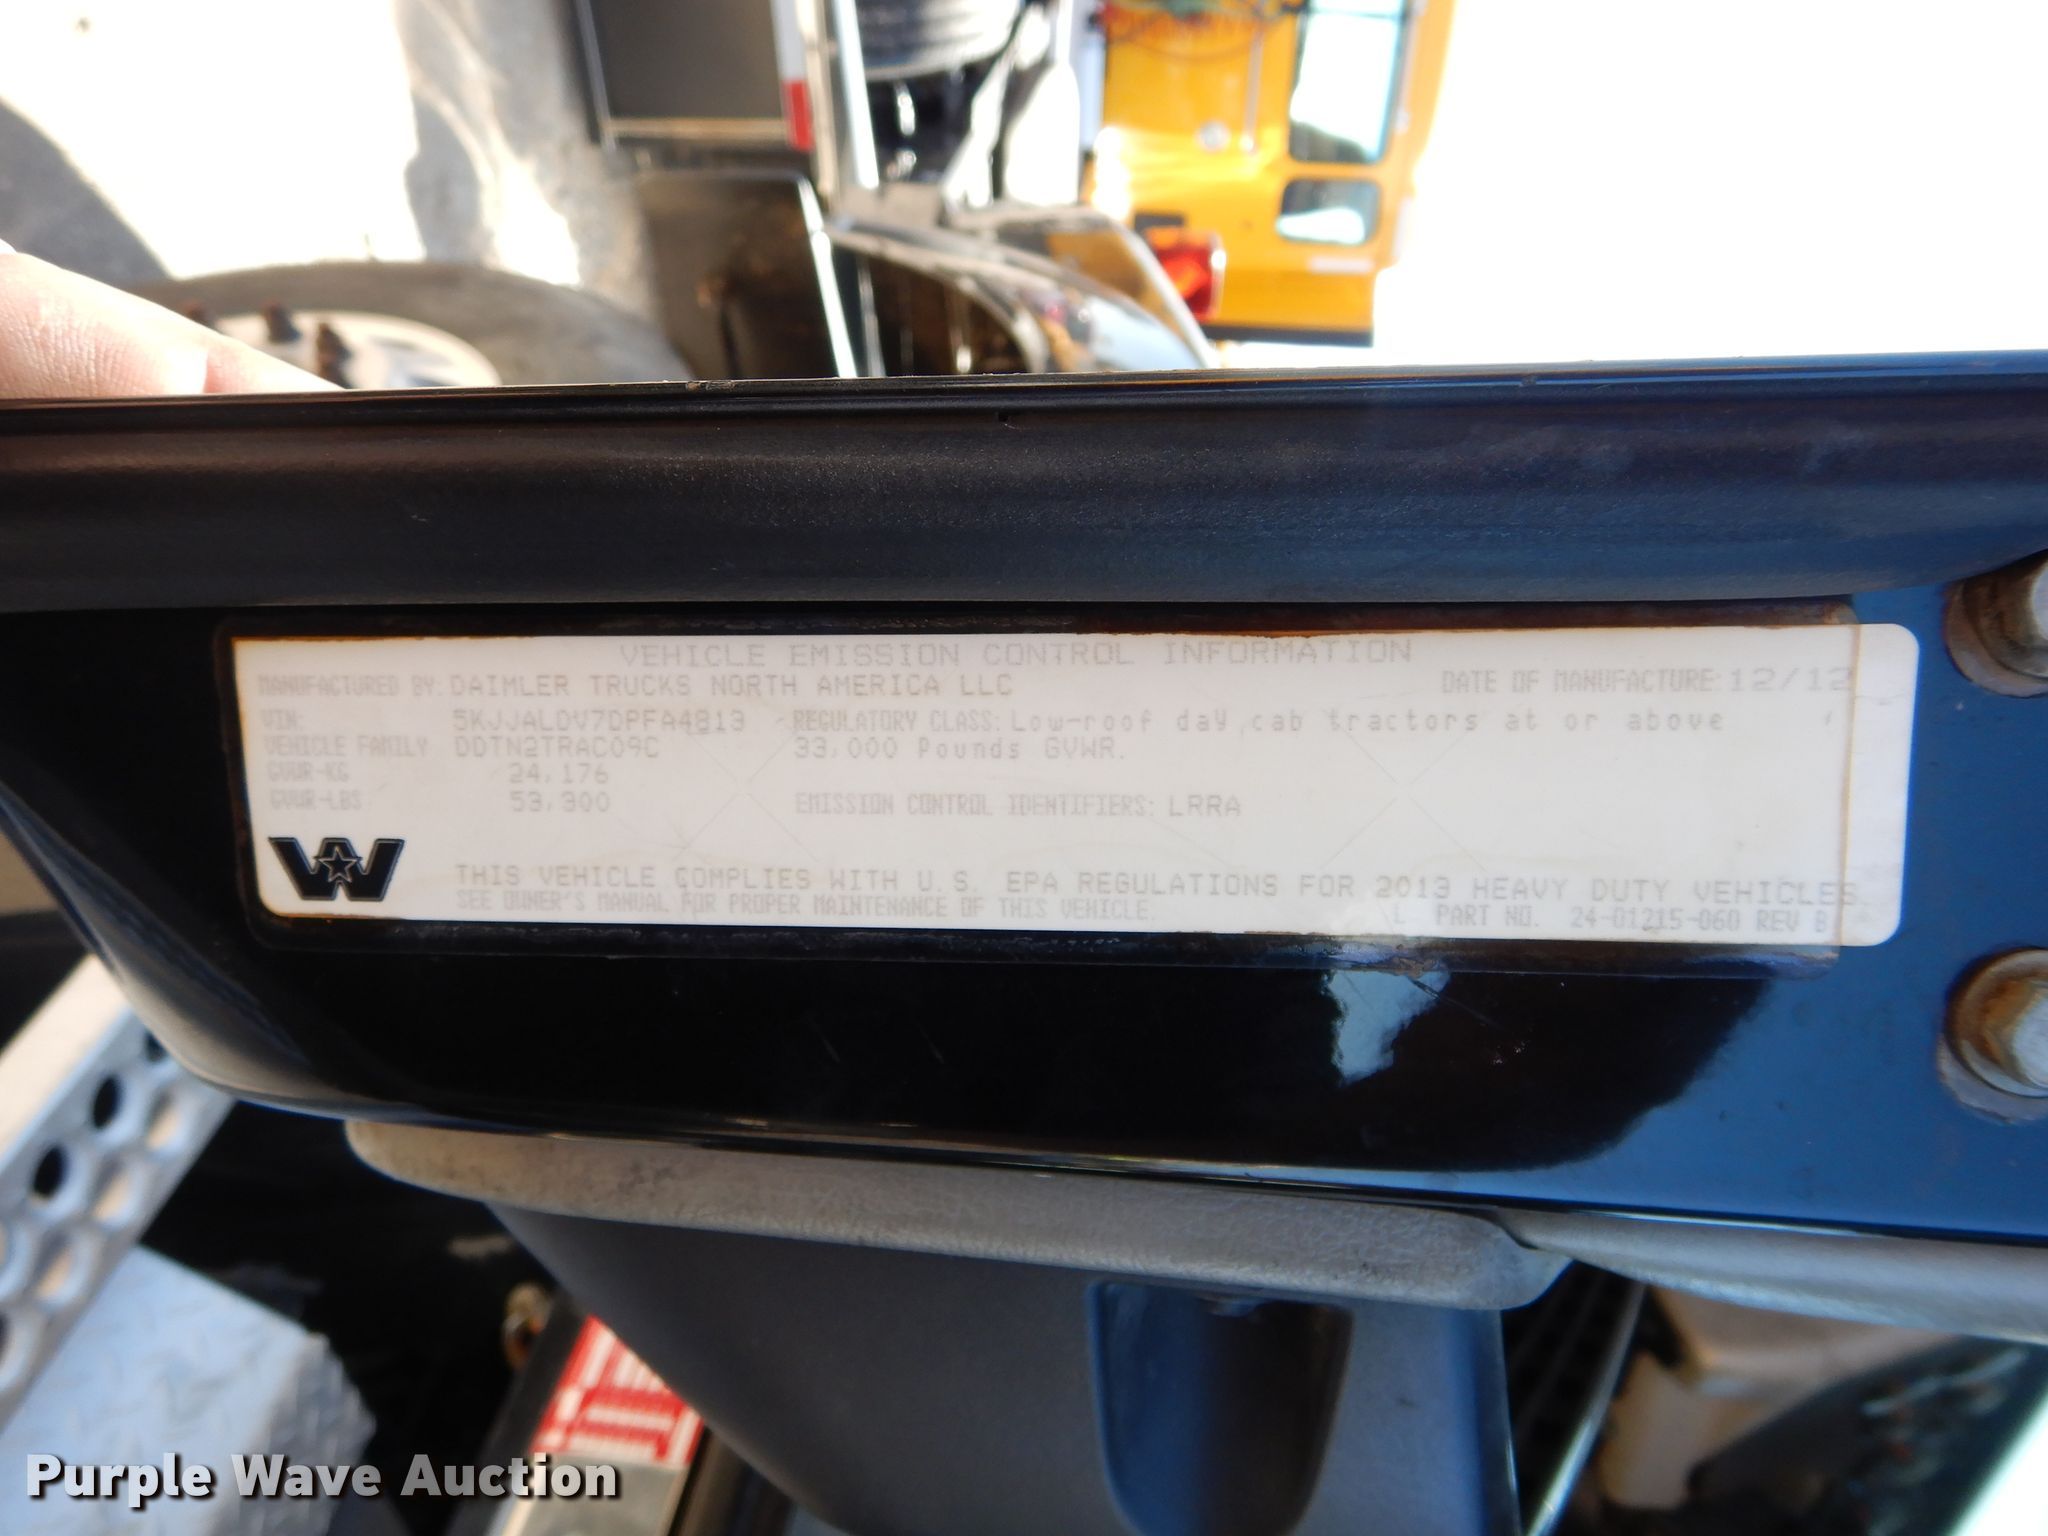 VEHICLE EMISSION CONTROL INFORMATION
MANUFACTURED BY: DAIMLER TRUCKS NORTH AMERICA LLC DATE OF MANUFACTURE: 12/12
VIN: 5KJJALDV7DPFA4813 REGULATORY CLASS: Low-roof day cab tractors at or above
VEHICLE FAMILY DDTN2TRAC09C 33,000 Pounds GVWR.
GVWR-KG 24,176
GVWR-LBS 53,300 EMISSION CONTROL IDENTIFIERS: LRRA
W
THIS VEHICLE COMPLIES WITH U.S. EPA REGULATIONS FOR 2013 HEAVY DUTY VEHICLES.
SEE OWNER'S MANUAL FOR PROPER MAINTENANCE OF THIS VEHICLE. L PART NO. 24-01215-060 REV B
Purple Wave Auction